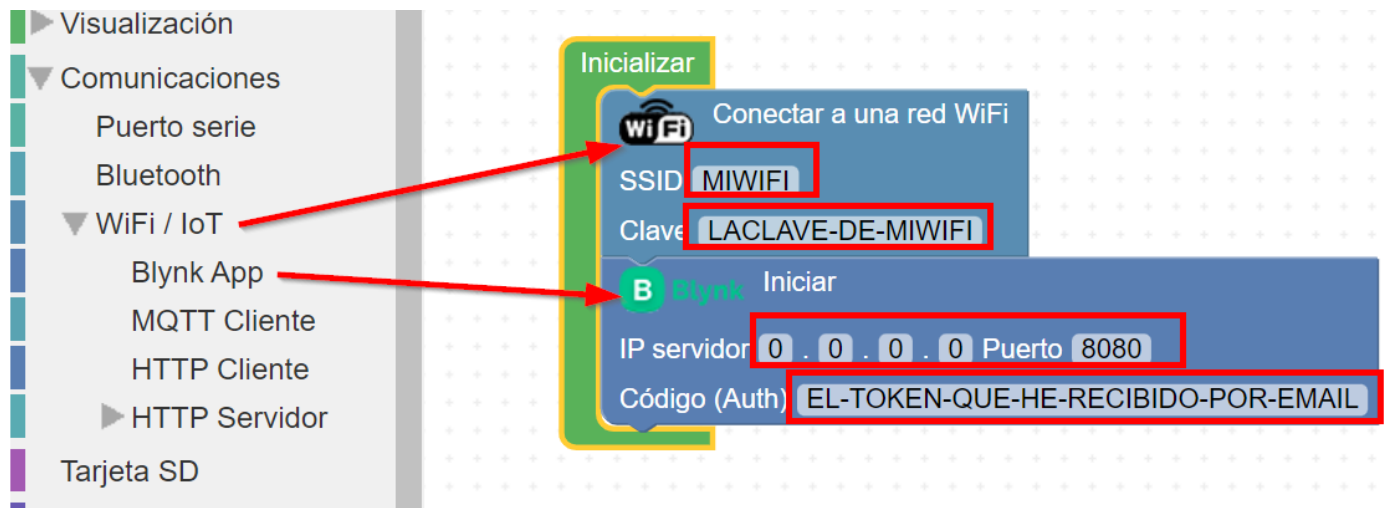 Visualización
Comunicaciones
Puerto serie
Bluetooth
WiFi / IoT
Blynk App
MQTT Cliente
HTTP Cliente
HTTP Servidor
Tarjeta SD
Inicializar
WiFi Conectar a una red WiFi
SSID MIWIFI
Clave LACLAVE-DE-MIWIFI
B Blynk Iniciar
IP servidor 0 . 0 . 0 . 0 Puerto 8080
Código (Auth) EL-TOKEN-QUE-HE-RECIBIDO-POR-EMAIL